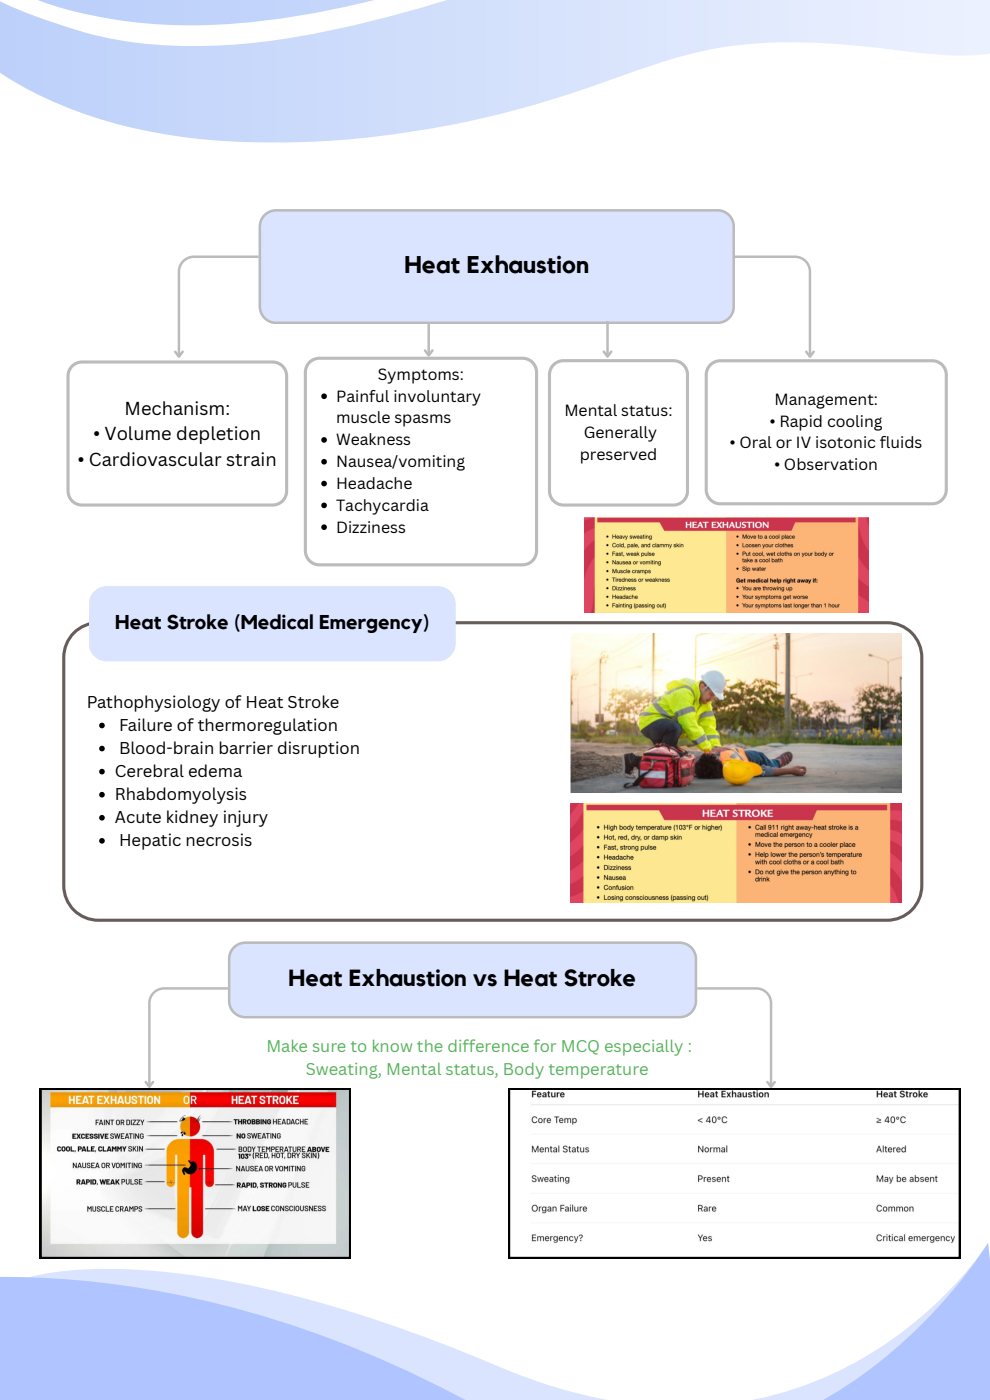 Heat Exhaustion
Mechanism:
• Volume depletion
• Cardiovascular strain
Symptoms:
• Painful involuntary
muscle spasms
• Weakness
• Nausea/vomiting
• Headache
• Tachycardia
• Dizziness
Mental status:
Generally
preserved
Management:
• Rapid cooling
• Oral or IV isotonic fluids
• Observation
HEAT EXHAUSTION
• Heavy sweating
• Cold, pale, and clammy skin
• Fast, weak pulse
• Nausea or vomiting
• Muscle cramps
• Tiredness or weakness
• Dizziness
• Headache
• Fainting (passing out)
• Move to a cool place
• Loosen your clothes
• Put cool, wet cloths on your body or
take a cool bath
• Sip water
Get medical help right away if:
• You are throwing up
• Your symptoms get worse
• Your symptoms last longer than 1 hour
Heat Stroke (Medical Emergency)
Pathophysiology of Heat Stroke
• Failure of thermoregulation
• Blood-brain barrier disruption
• Cerebral edema
• Rhabdomyolysis
• Acute kidney injury
• Hepatic necrosis
HEAT STROKE
• High body temperature (103°F or higher)
• Hot, red, dry, or damp skin
• Fast, strong pulse
• Headache
• Dizziness
• Nausea
• Confusion
• Losing consciousness (passing out)
• Call 911 right away-heat stroke is a
medical emergency
• Move the person to a cooler place
• Help lower the person's temperature
with cool cloths or a cool bath
• Do not give the person anything to
drink
Heat Exhaustion vs Heat Stroke
Make sure to know the difference for MCQ especially :
Sweating, Mental status, Body temperature
HEAT EXHAUSTION OR HEAT STROKE
FAINT OR DIZZY
EXCESSIVE SWEATING
COOL, PALE, CLAMMY SKIN
NAUSEA OR VOMITING
RAPID, WEAK PULSE
MUSCLE CRAMPS
THROBBING HEADACHE
NO SWEATING
BODY TEMPERATURE ABOVE
103° (RED, HOT, DRY SKIN)
NAUSEA OR VOMITING
RAPID, STRONG PULSE
MAY LOSE CONSCIOUSNESS
Feature Heat Exhaustion Heat Stroke
Core Temp < 40°C ≥ 40°C
Mental Status Normal Altered
Sweating Present May be absent
Organ Failure Rare Common
Emergency? Yes Critical emergency